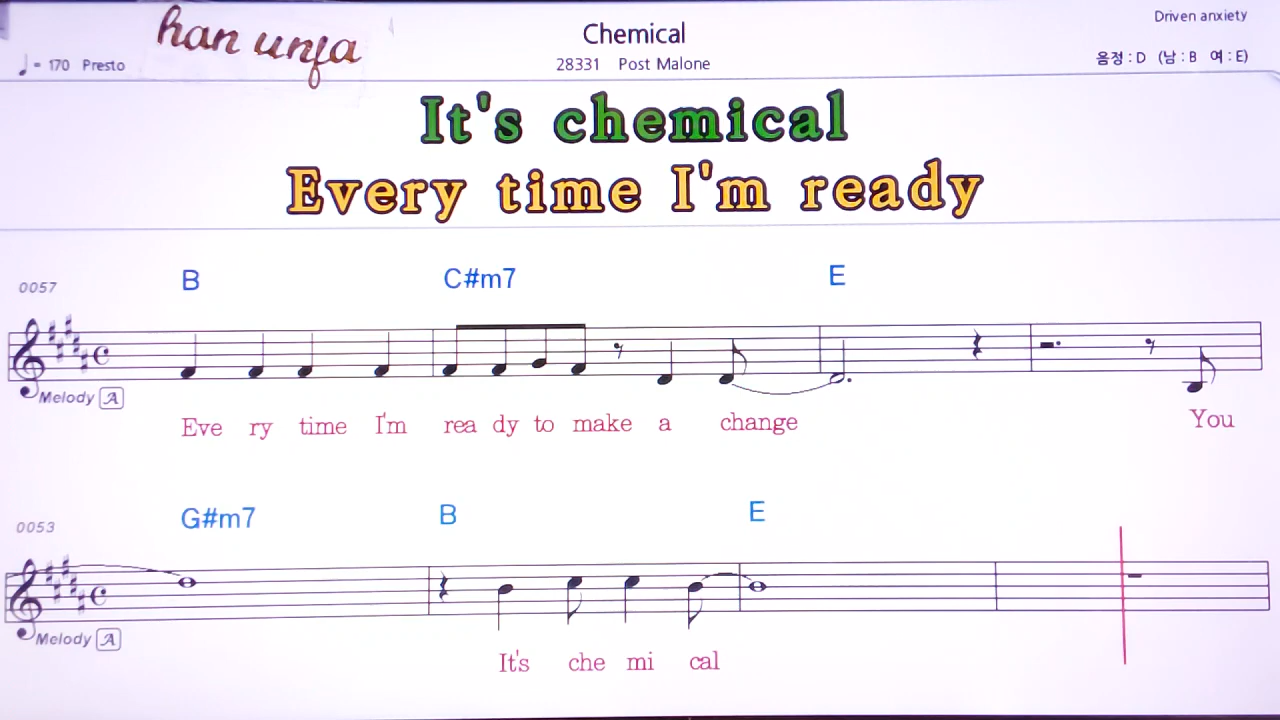 han unfa
Driven anxiety
Chemical
♩ = 170 Presto
28331 Post Malone
음정 : D (남 : B 여 : E)
It's chemical
Every time I'm ready
0057
B C#m7 E
Melody A
Eve ry time I'm rea dy to make a change You
0053
G#m7 B E
Melody A
It's che mi cal